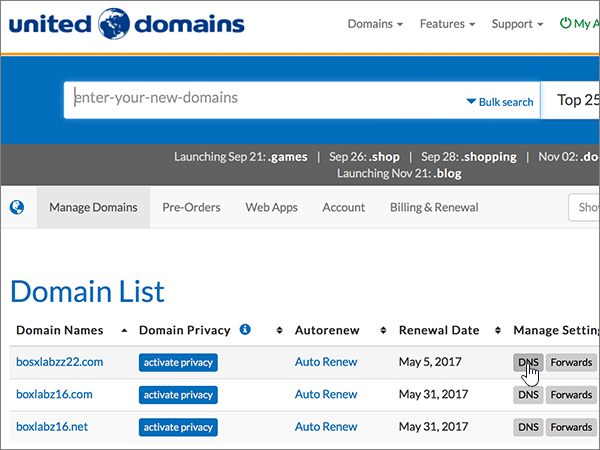 united domains
Domains Features Support My A
enter-your-new-domains Bulk search Top 25
Launching Sep 21: .games | Sep 26: .shop | Sep 28: .shopping | Nov 02: .do
Launching Nov 21: .blog
Manage Domains Pre-Orders Web Apps Account Billing & Renewal Sho
Domain List
Domain Names Domain Privacy Autorenew Renewal Date Manage Setting
bosxlabzz22.com activate privacy Auto Renew May 5, 2017 DNS Forwards
boxlabz16.com activate privacy Auto Renew May 31, 2017 DNS Forwards
boxlabz16.net activate privacy Auto Renew May 31, 2017 DNS Forwards